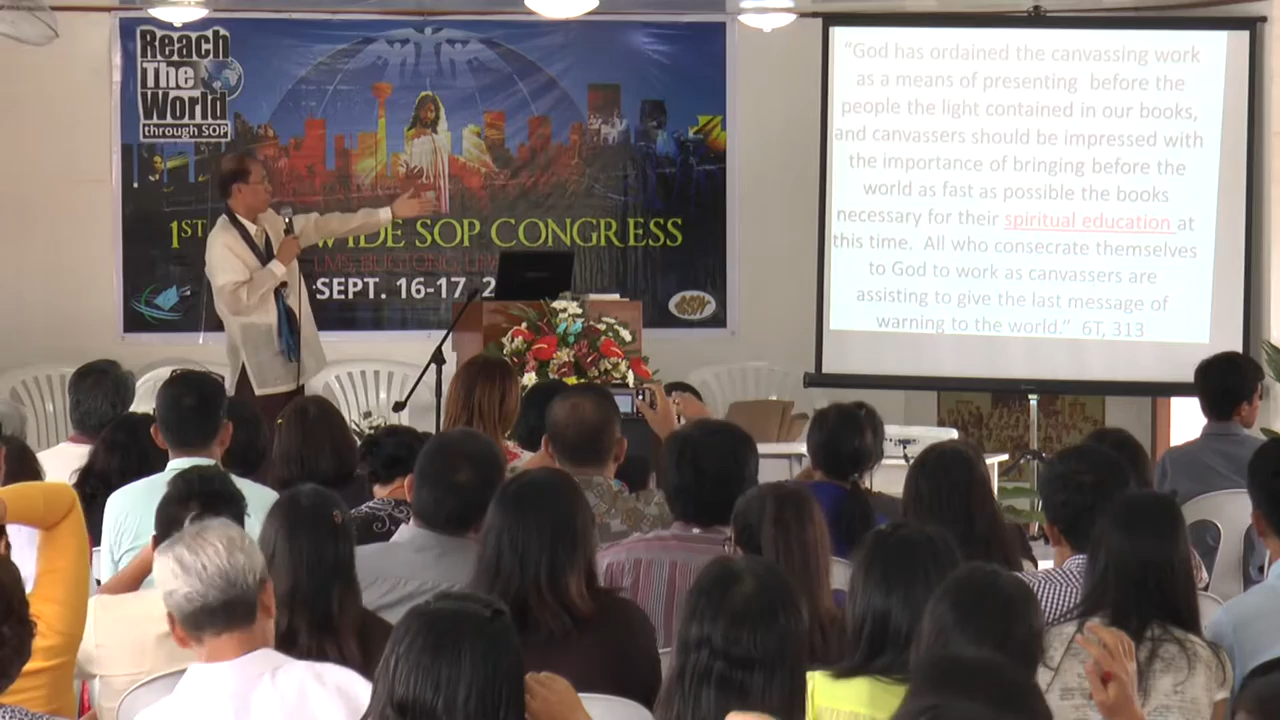 Reach
The
World
through SOP
1ST WIDE SOP CONGRESS
LMS, BUGTONG, LIP
SEPT. 16-17, 2
“God has ordained the canvassing work
as a means of presenting before the
people the light contained in our books,
and canvassers should be impressed with
the importance of bringing before the
world as fast as possible the books
necessary for their spiritual education at
this time. All who consecrate themselves
to God to work as canvassers are
assisting to give the last message of
warning to the world.” 6T, 313